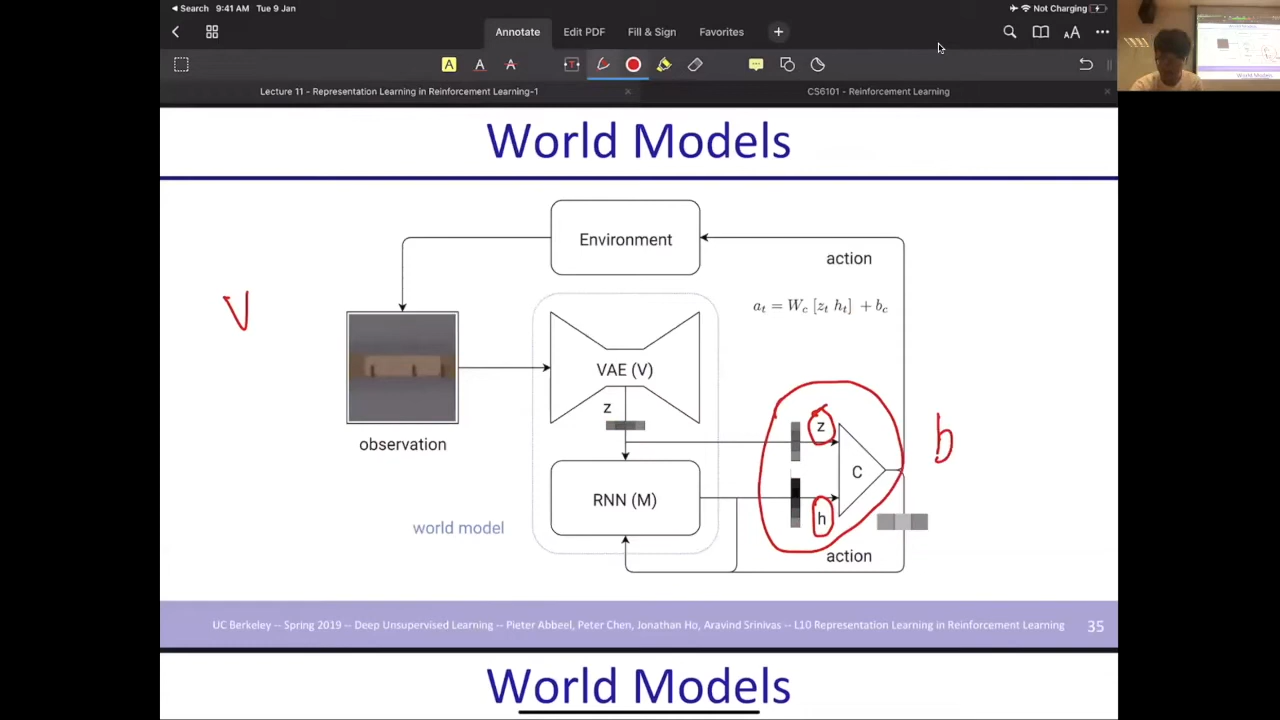 Search 9:41 AM Tue 9 Jan Not Charging
Annotate Edit PDF Fill & Sign Favorites
Lecture 11 - Representation Learning in Reinforcement Learning-1
CS6101 - Reinforcement Learning
World Models
Environment
action
a_t = W_c [z_t h_t] + b_c
V
VAE (V)
z
observation
z
b
C
RNN (M)
h
world model
action
UC Berkeley -- Spring 2019 -- Deep Unsupervised Learning -- Pieter Abbeel, Peter Chen, Jonathan Ho, Aravind Srinivas -- L10 Representation Learning in Reinforcement Learning 35
World Models